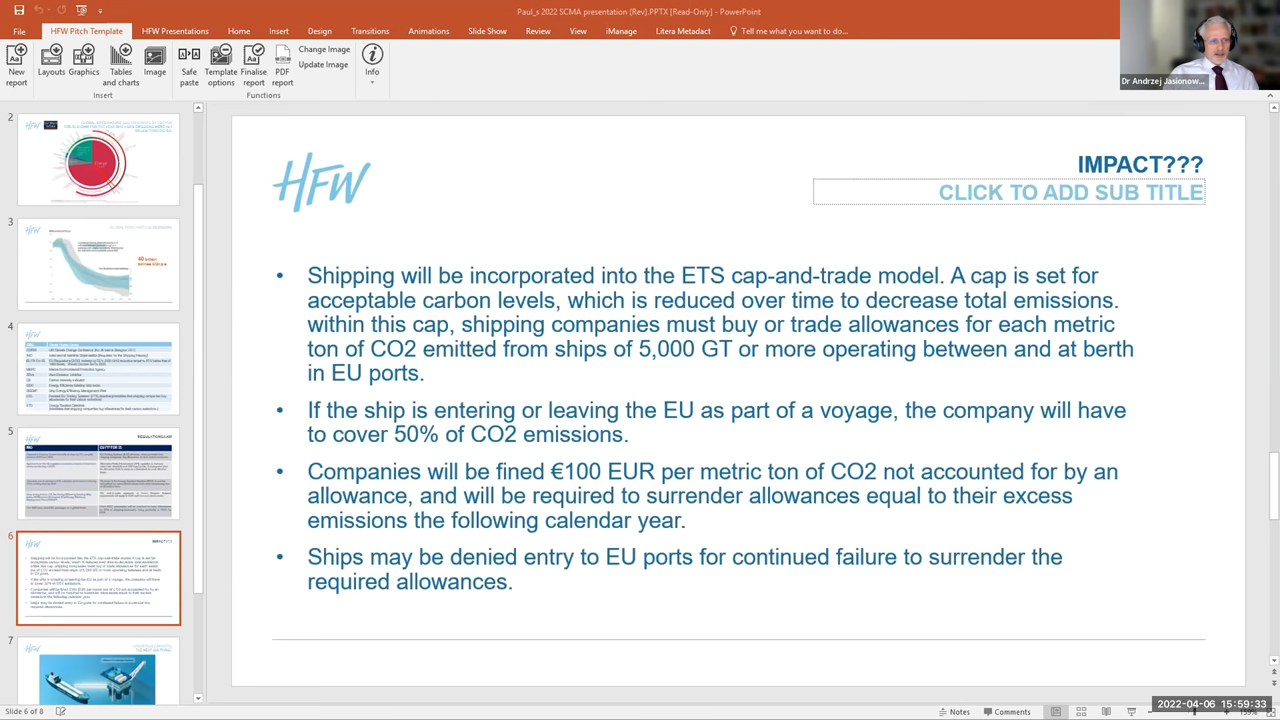 Paul_s 2022 SCMA presentation (Rev).PPTX [Read-Only] - PowerPoint
File
HFW Pitch Template
HFW Presentations
Home
Insert
Design
Transitions
Animations
Slide Show
Review
View
iManage
Litera Metadact
Tell me what you want to do...
New report
Layouts
Graphics
Tables and charts
Image
Safe paste
Template options
Finalise report
PDF report
Change Image
Update Image
Info
Insert
Functions
Dr Andrzej Jasionow...
2
3
4
5
6
7
HFW
IMPACT???
CLICK TO ADD SUB TITLE
• Shipping will be incorporated into the ETS cap-and-trade model. A cap is set for
acceptable carbon levels, which is reduced over time to decrease total emissions.
within this cap, shipping companies must buy or trade allowances for each metric
ton of CO2 emitted from ships of 5,000 GT or more operating between and at berth
in EU ports.
• If the ship is entering or leaving the EU as part of a voyage, the company will have
to cover 50% of CO2 emissions.
• Companies will be fined €100 EUR per metric ton of CO2 not accounted for by an
allowance, and will be required to surrender allowances equal to their excess
emissions the following calendar year.
• Ships may be denied entry to EU ports for continued failure to surrender the
required allowances.
Slide 6 of 8
Notes
Comments
2022-04-06 15:59:33